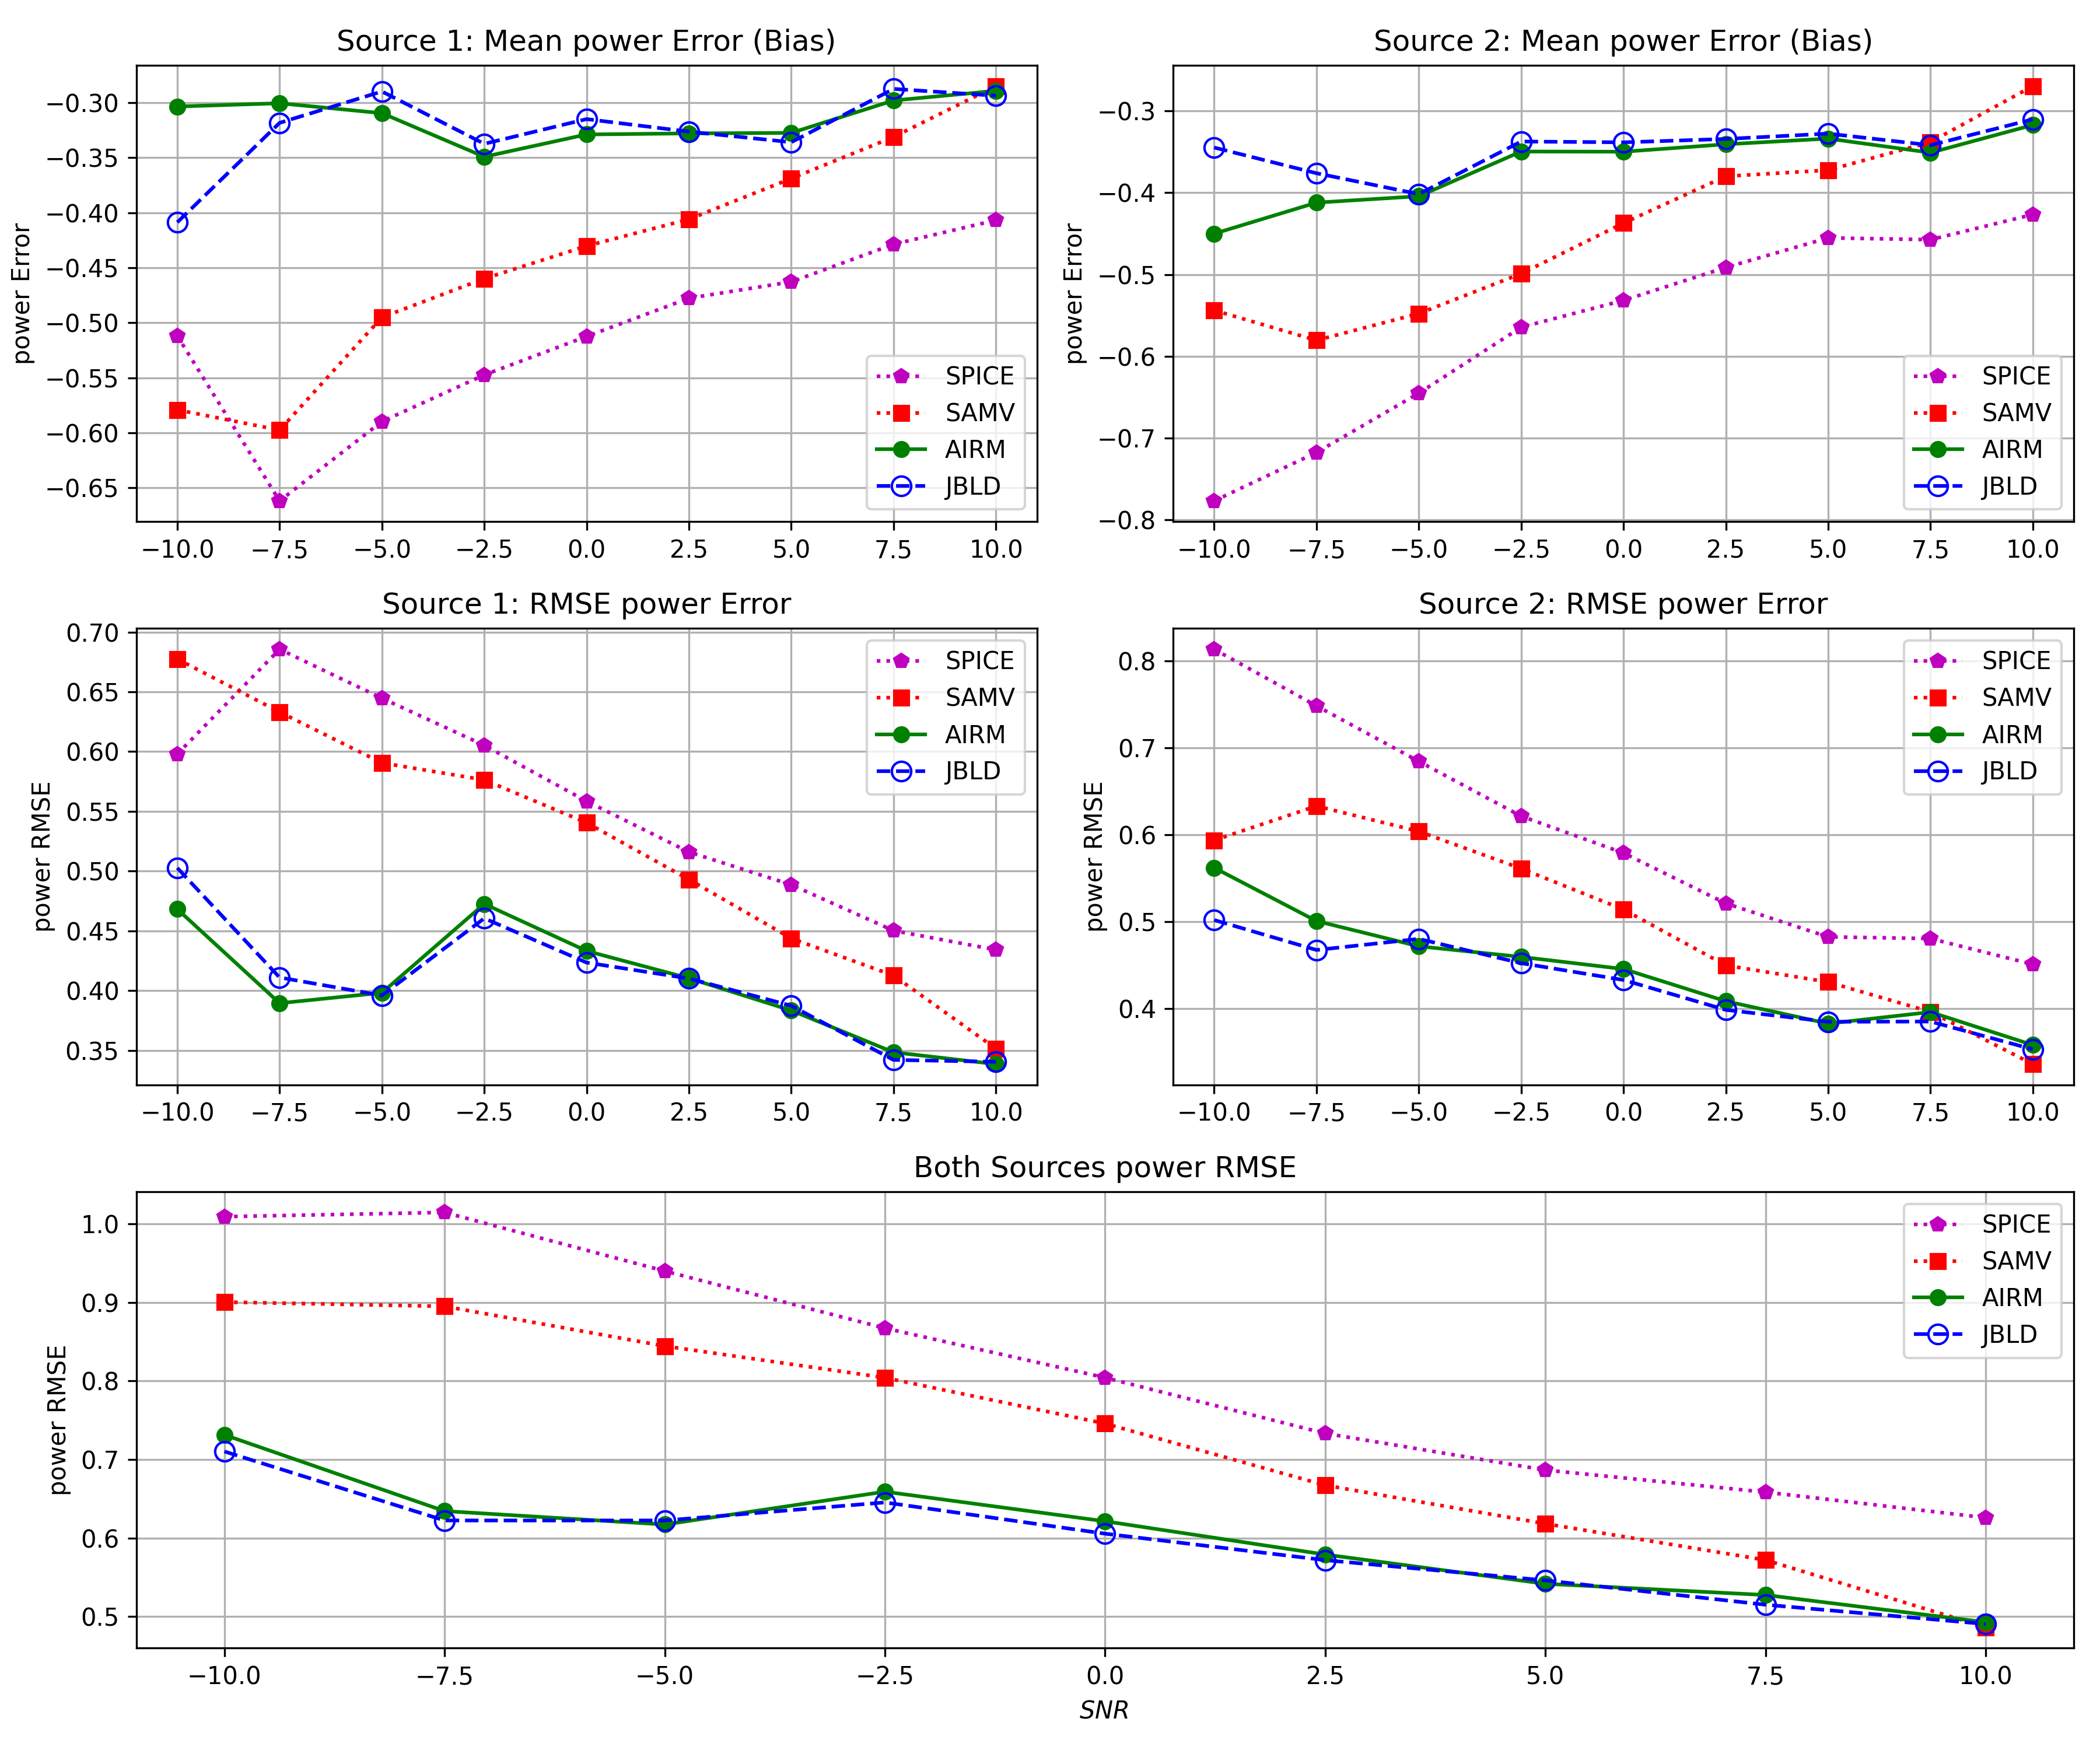 Source 1: Mean power Error (Bias)
power Error
−0.30
−0.35
−0.40
−0.45
−0.50
−0.55
−0.60
−0.65
−10.0 −7.5 −5.0 −2.5 0.0 2.5 5.0 7.5 10.0
SPICE
SAMV
AIRM
JBLD
Source 2: Mean power Error (Bias)
power Error
−0.3
−0.4
−0.5
−0.6
−0.7
−0.8
−10.0 −7.5 −5.0 −2.5 0.0 2.5 5.0 7.5 10.0
SPICE
SAMV
AIRM
JBLD
Source 1: RMSE power Error
power RMSE
0.70
0.65
0.60
0.55
0.50
0.45
0.40
0.35
−10.0 −7.5 −5.0 −2.5 0.0 2.5 5.0 7.5 10.0
SPICE
SAMV
AIRM
JBLD
Source 2: RMSE power Error
power RMSE
0.8
0.7
0.6
0.5
0.4
−10.0 −7.5 −5.0 −2.5 0.0 2.5 5.0 7.5 10.0
SPICE
SAMV
AIRM
JBLD
Both Sources power RMSE
power RMSE
1.0
0.9
0.8
0.7
0.6
0.5
−10.0 −7.5 −5.0 −2.5 0.0 2.5 5.0 7.5 10.0
SNR
SPICE
SAMV
AIRM
JBLD